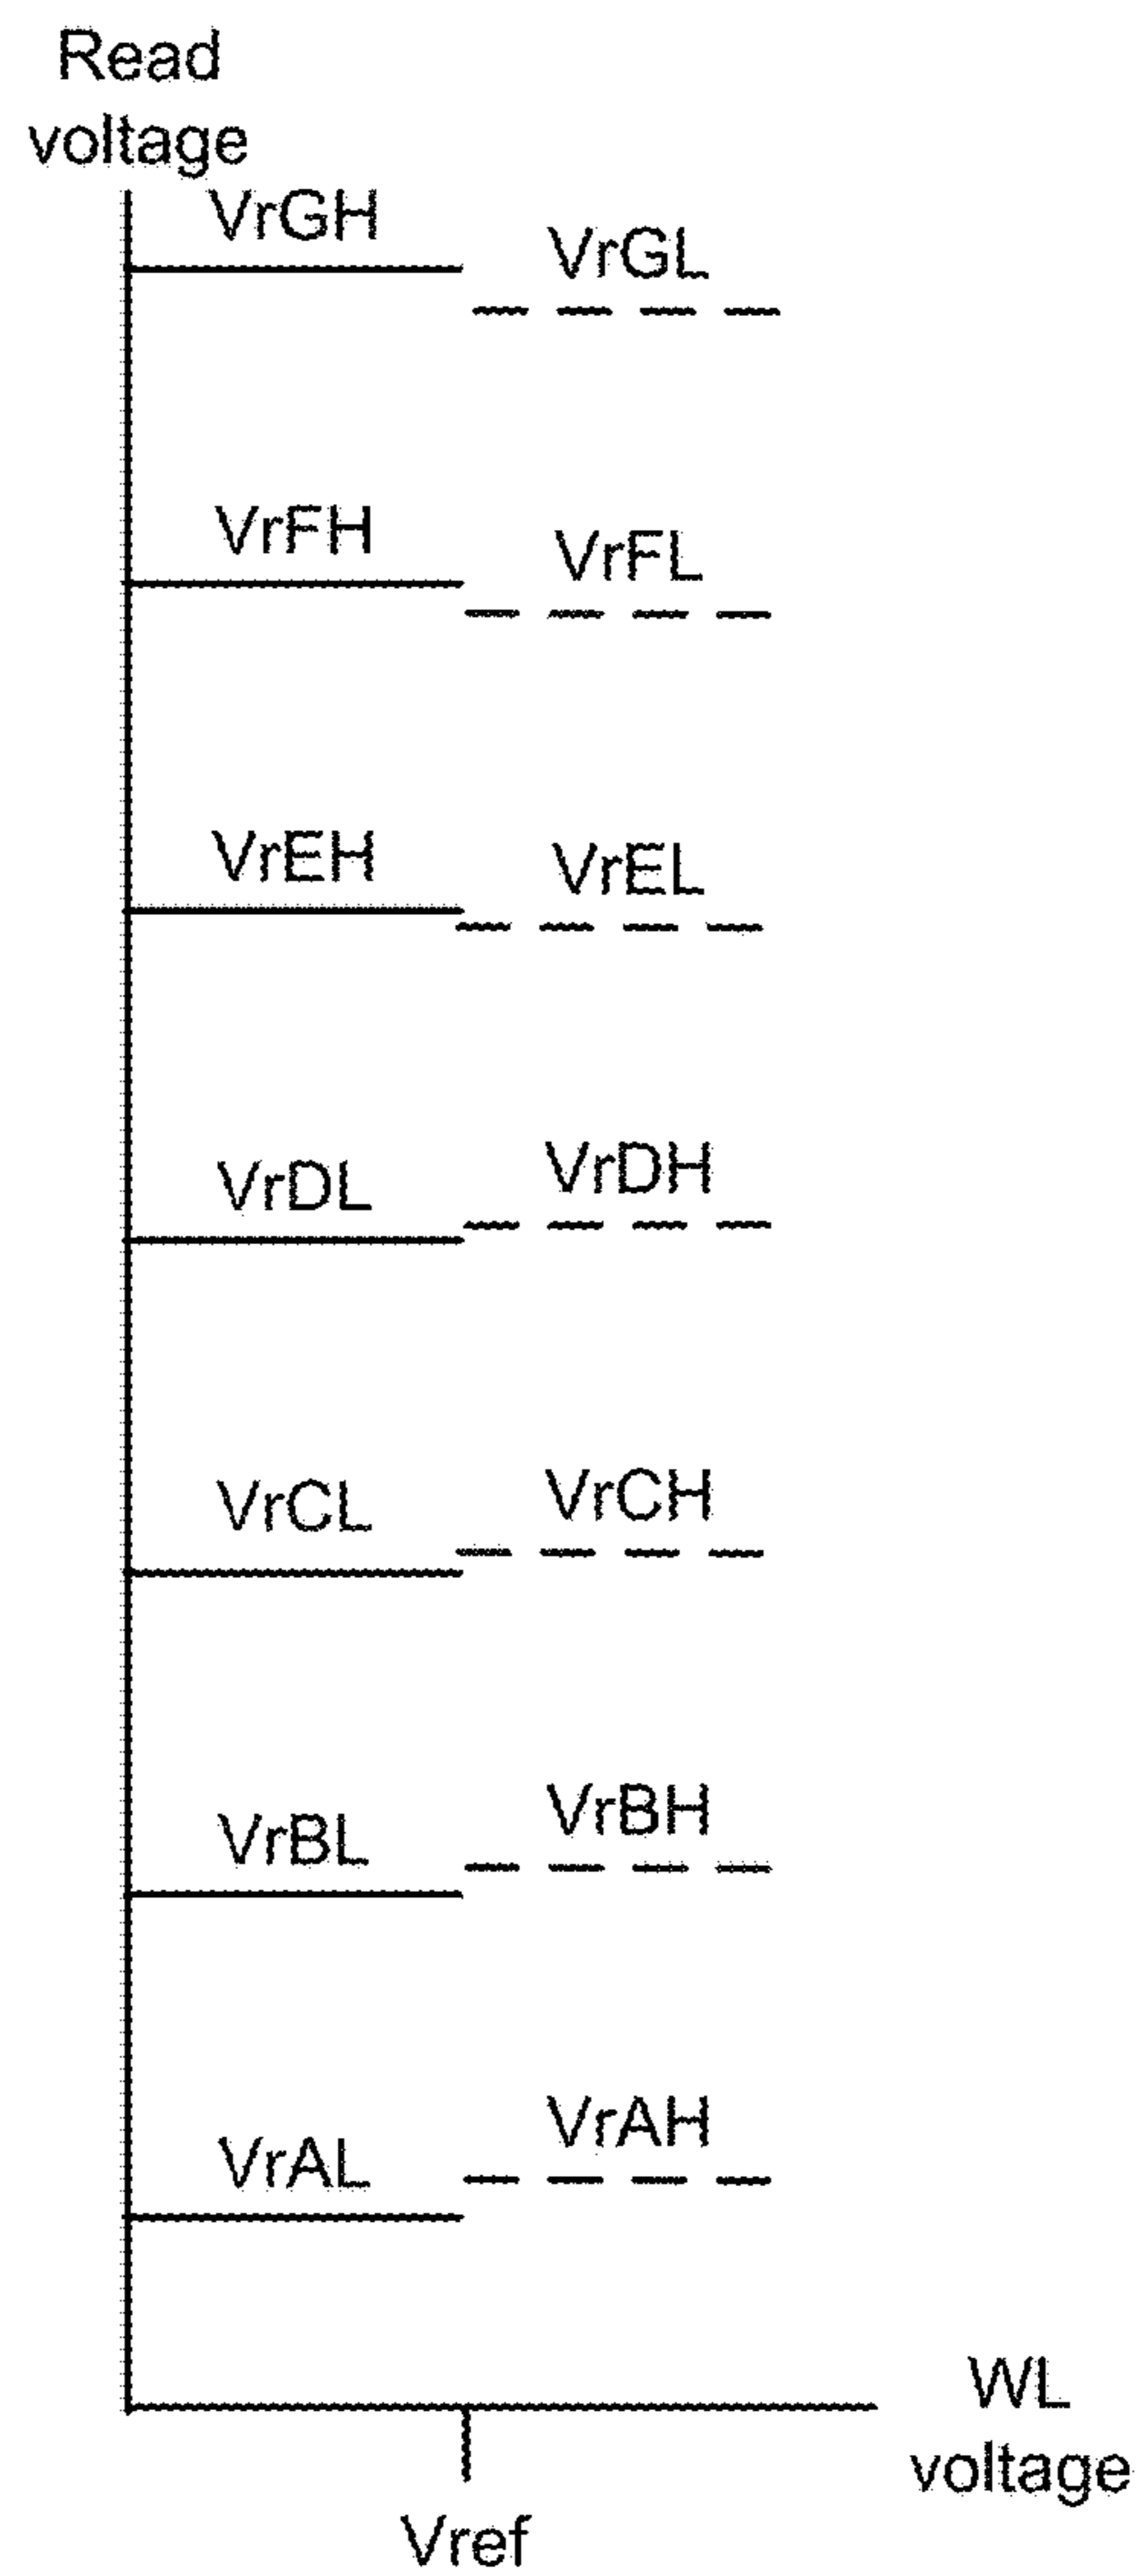 Read
voltage
VrGH
VrGL
VrFH
VrFL
VrEH
VrEL
VrDL
VrDH
VrCL
VrCH
VrBL
VrBH
VrAL
VrAH
WL
voltage
Vref